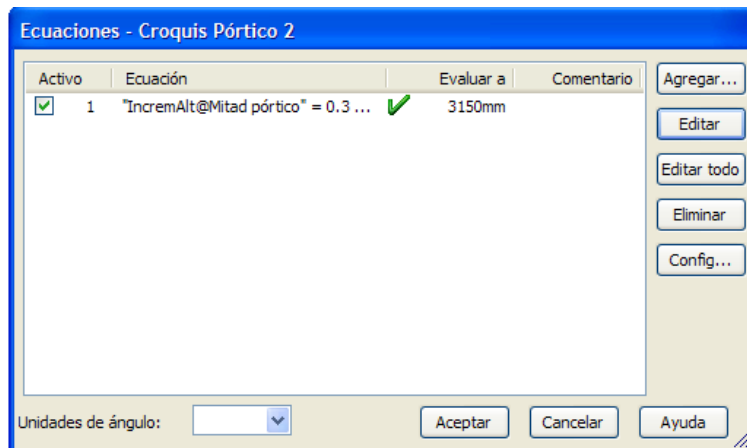 Ecuaciones - Croquis Pórtico 2
Activo Ecuación Evaluar a Comentario
1 "IncremAlt@Mitad pórtico" = 0.3 ... 3150mm
Agregar...
Editar
Editar todo
Eliminar
Config...
Unidades de ángulo:
Aceptar Cancelar Ayuda